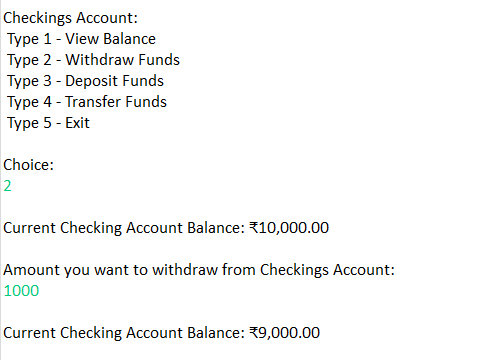 Checkings Account:
Type 1 - View Balance
Type 2 - Withdraw Funds
Type 3 - Deposit Funds
Type 4 - Transfer Funds
Type 5 - Exit
Choice:
2
Current Checking Account Balance: ₹10,000.00
Amount you want to withdraw from Checkings Account:
1000
Current Checking Account Balance: ₹9,000.00